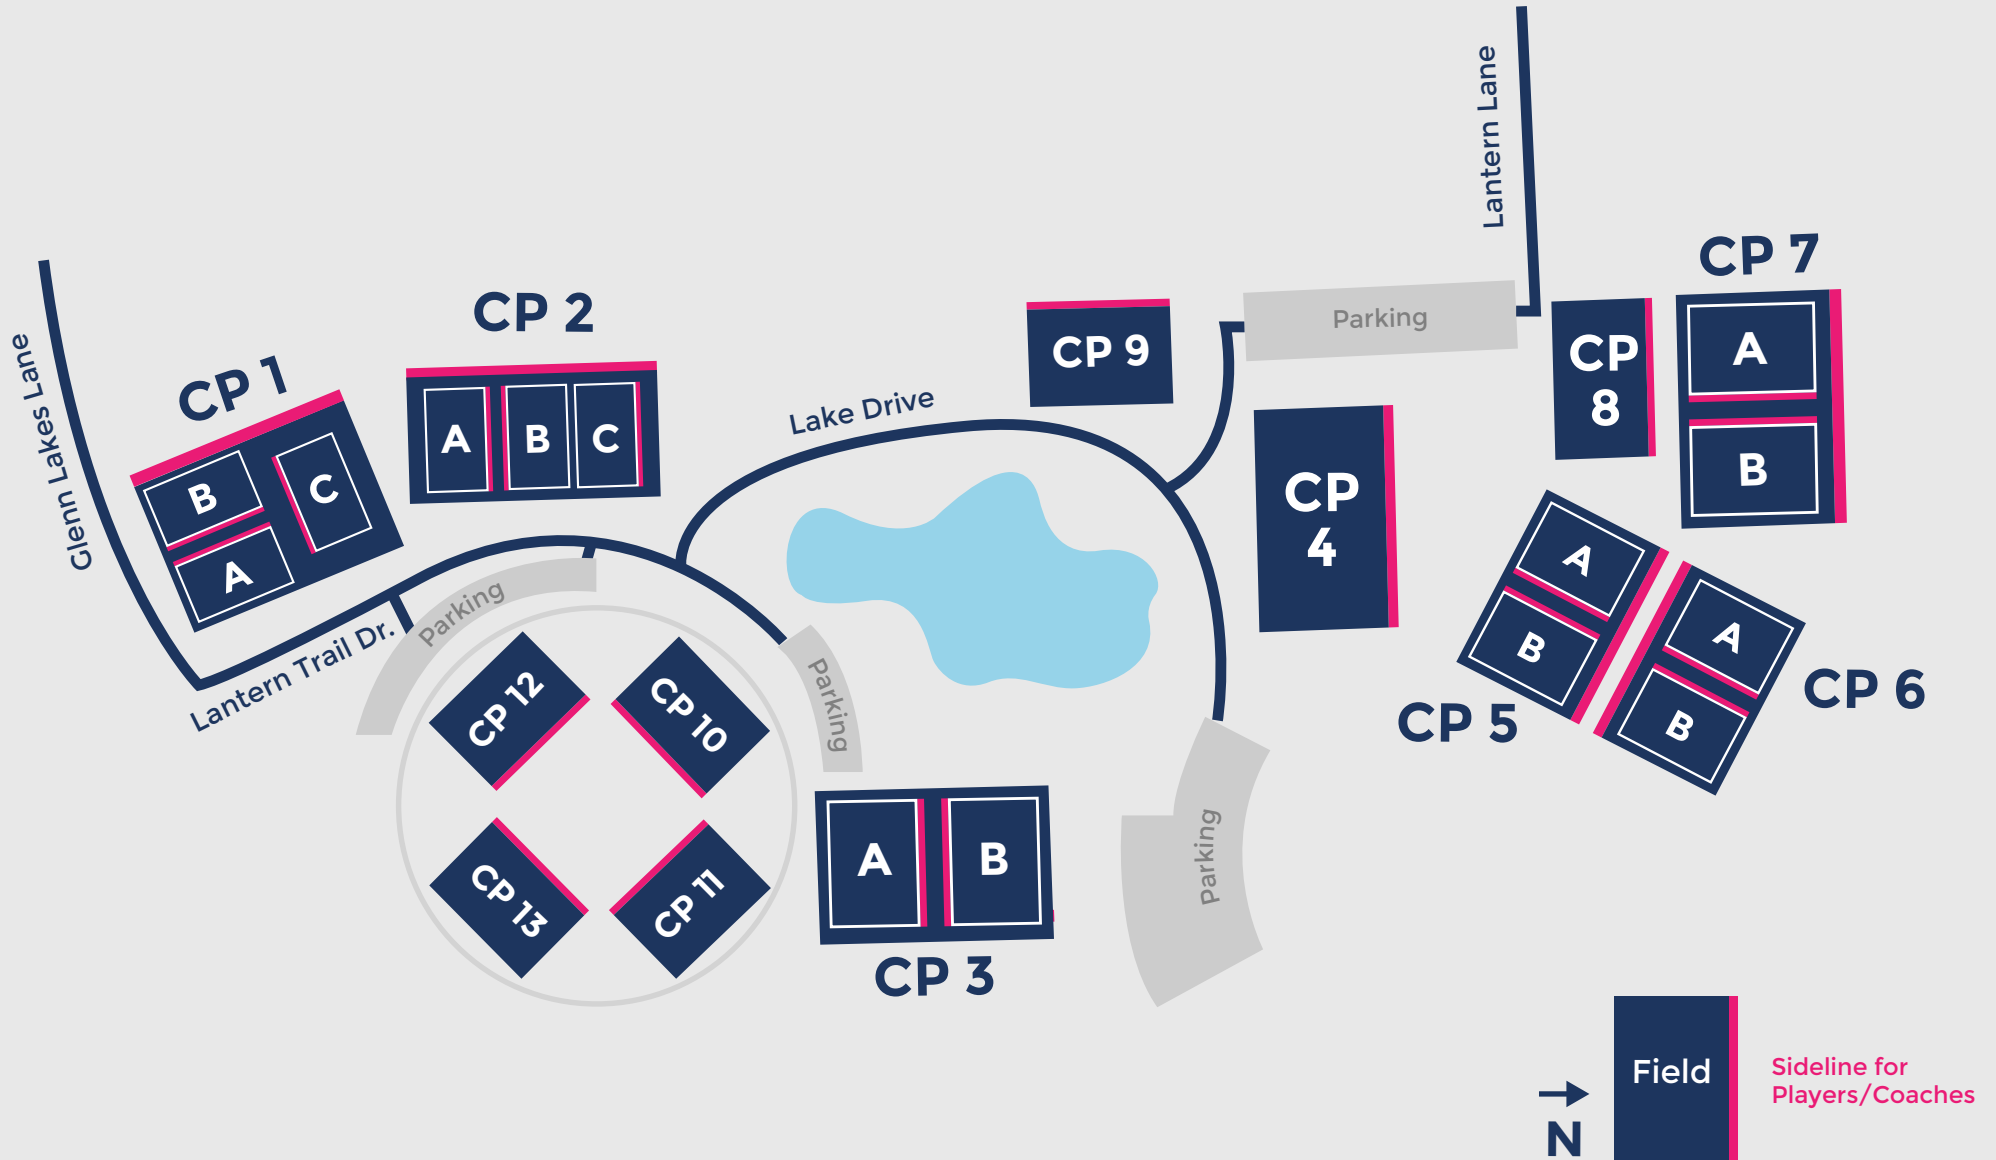 Lantern Lane
CP 7
A
B
CP
8
Parking
CP 9
CP 2
A
B
C
CP 1
B
C
A
Glenn Lakes Lane
Lake Drive
CP
4
Lantern Trail Dr.
Parking
Parking
CP 12
CP 10
CP 13
CP 11
A
B
CP 3
Parking
A
B
CP 5
A
B
CP 6
N
Field
Sideline for
Players/Coaches